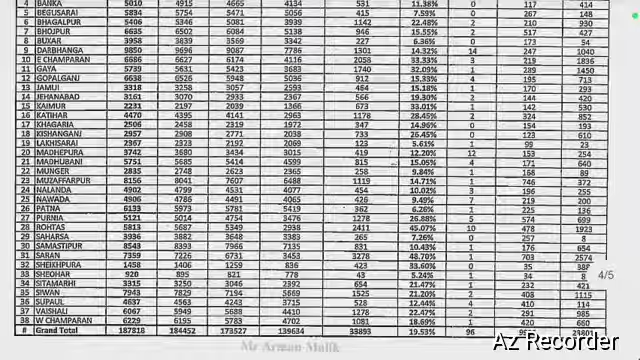 4 BANKA 5010 4915 4665 4134 531 11.38% 0 117 414
5 BEGUSARAI 5834 5754 5471 5056 415 7.59% 0 267 148
6 BHAGALPUR 5406 5346 5081 3939 1142 22.48% 2 210 930
7 BHOJPUR 6635 6502 6084 5138 946 15.55% 2 517 427
8 BUXAR 3958 3839 3569 3342 227 6.36% 0 173 54
9 DARBHANGA 9850 9696 9087 7786 1301 14.32% 14 247 1040
10 E CHAMPARAN 6686 6627 6174 4116 2058 33.33% 3 219 1836
11 GAYA 5739 5631 5423 3683 1740 32.09% 1 289 1450
12 GOPALGANJ 6638 6526 5948 5036 912 15.33% 4 195 713
13 JAMUI 3318 3258 3057 2593 464 15.18% 1 170 293
14 JEHANABAD 3161 3070 2933 2367 566 19.30% 2 144 420
15 KAIMUR 2231 2197 2039 1366 673 33.01% 1 142 530
16 KATIHAR 4470 4395 4141 2963 1178 28.45% 2 324 852
17 KHAGARIA 2506 2458 2319 1972 347 14.96% 0 154 193
18 KISHANGANJ 2957 2908 2771 2038 733 26.45% 0 123 610
19 LAKHISARAI 2367 2323 2192 2069 123 5.61% 1 99 23
20 MADHEPURA 3742 3680 3434 3015 419 12.20% 12 153 254
21 MADHUBANI 5751 5685 5414 4599 815 15.05% 4 171 640
22 MUNGER 2835 2748 2623 2365 258 9.84% 1 168 89
23 MUZAFFARPUR 8156 8041 7607 6488 1119 14.71% 1 746 372
24 NALANDA 4902 4799 4531 4077 454 10.02% 3 196 255
25 NAWADA 4906 4786 4491 4065 426 9.49% 7 219 200
26 PATNA 6133 5973 5781 5419 362 6.26% 1 225 136
27 PURNIA 5121 5014 4754 3476 1278 26.88% 5 574 699
28 ROHTAS 5813 5687 5349 2938 2411 45.07% 10 478 1923
29 SAHARSA 3936 3882 3648 3383 265 7.26% 0 257 8
30 SAMASTIPUR 8543 8393 7966 7135 831 10.43% 1 176 654
31 SARAN 7359 7226 6731 3453 3278 48.70% 1 703 2574
32 SHEIKHPURA 1458 1406 1259 836 423 33.60% 0 35
33 SHEOHAR 920 895 821 778 43 5.24% 1 34 8
34 SITAMARHI 3315 3250 3046 2392 654 21.47% 1 232 421
35 SIWAN 7943 7829 7194 5669 1525 21.20% 2 408 1115
36 SUPAUL 4637 4563 4243 3715 528 12.44% 4 410 114
37 VAISHALI 6067 5949 5688 4410 1278 22.47% 2 291 985
38 W CHAMPARAN 6229 6195 5783 4702 1081 18.69% 1 420 660
# Grand Total 187818 184452 173527 139634 33893 19.53% 96
4/5
Mr Arman Malik
Az Recorder